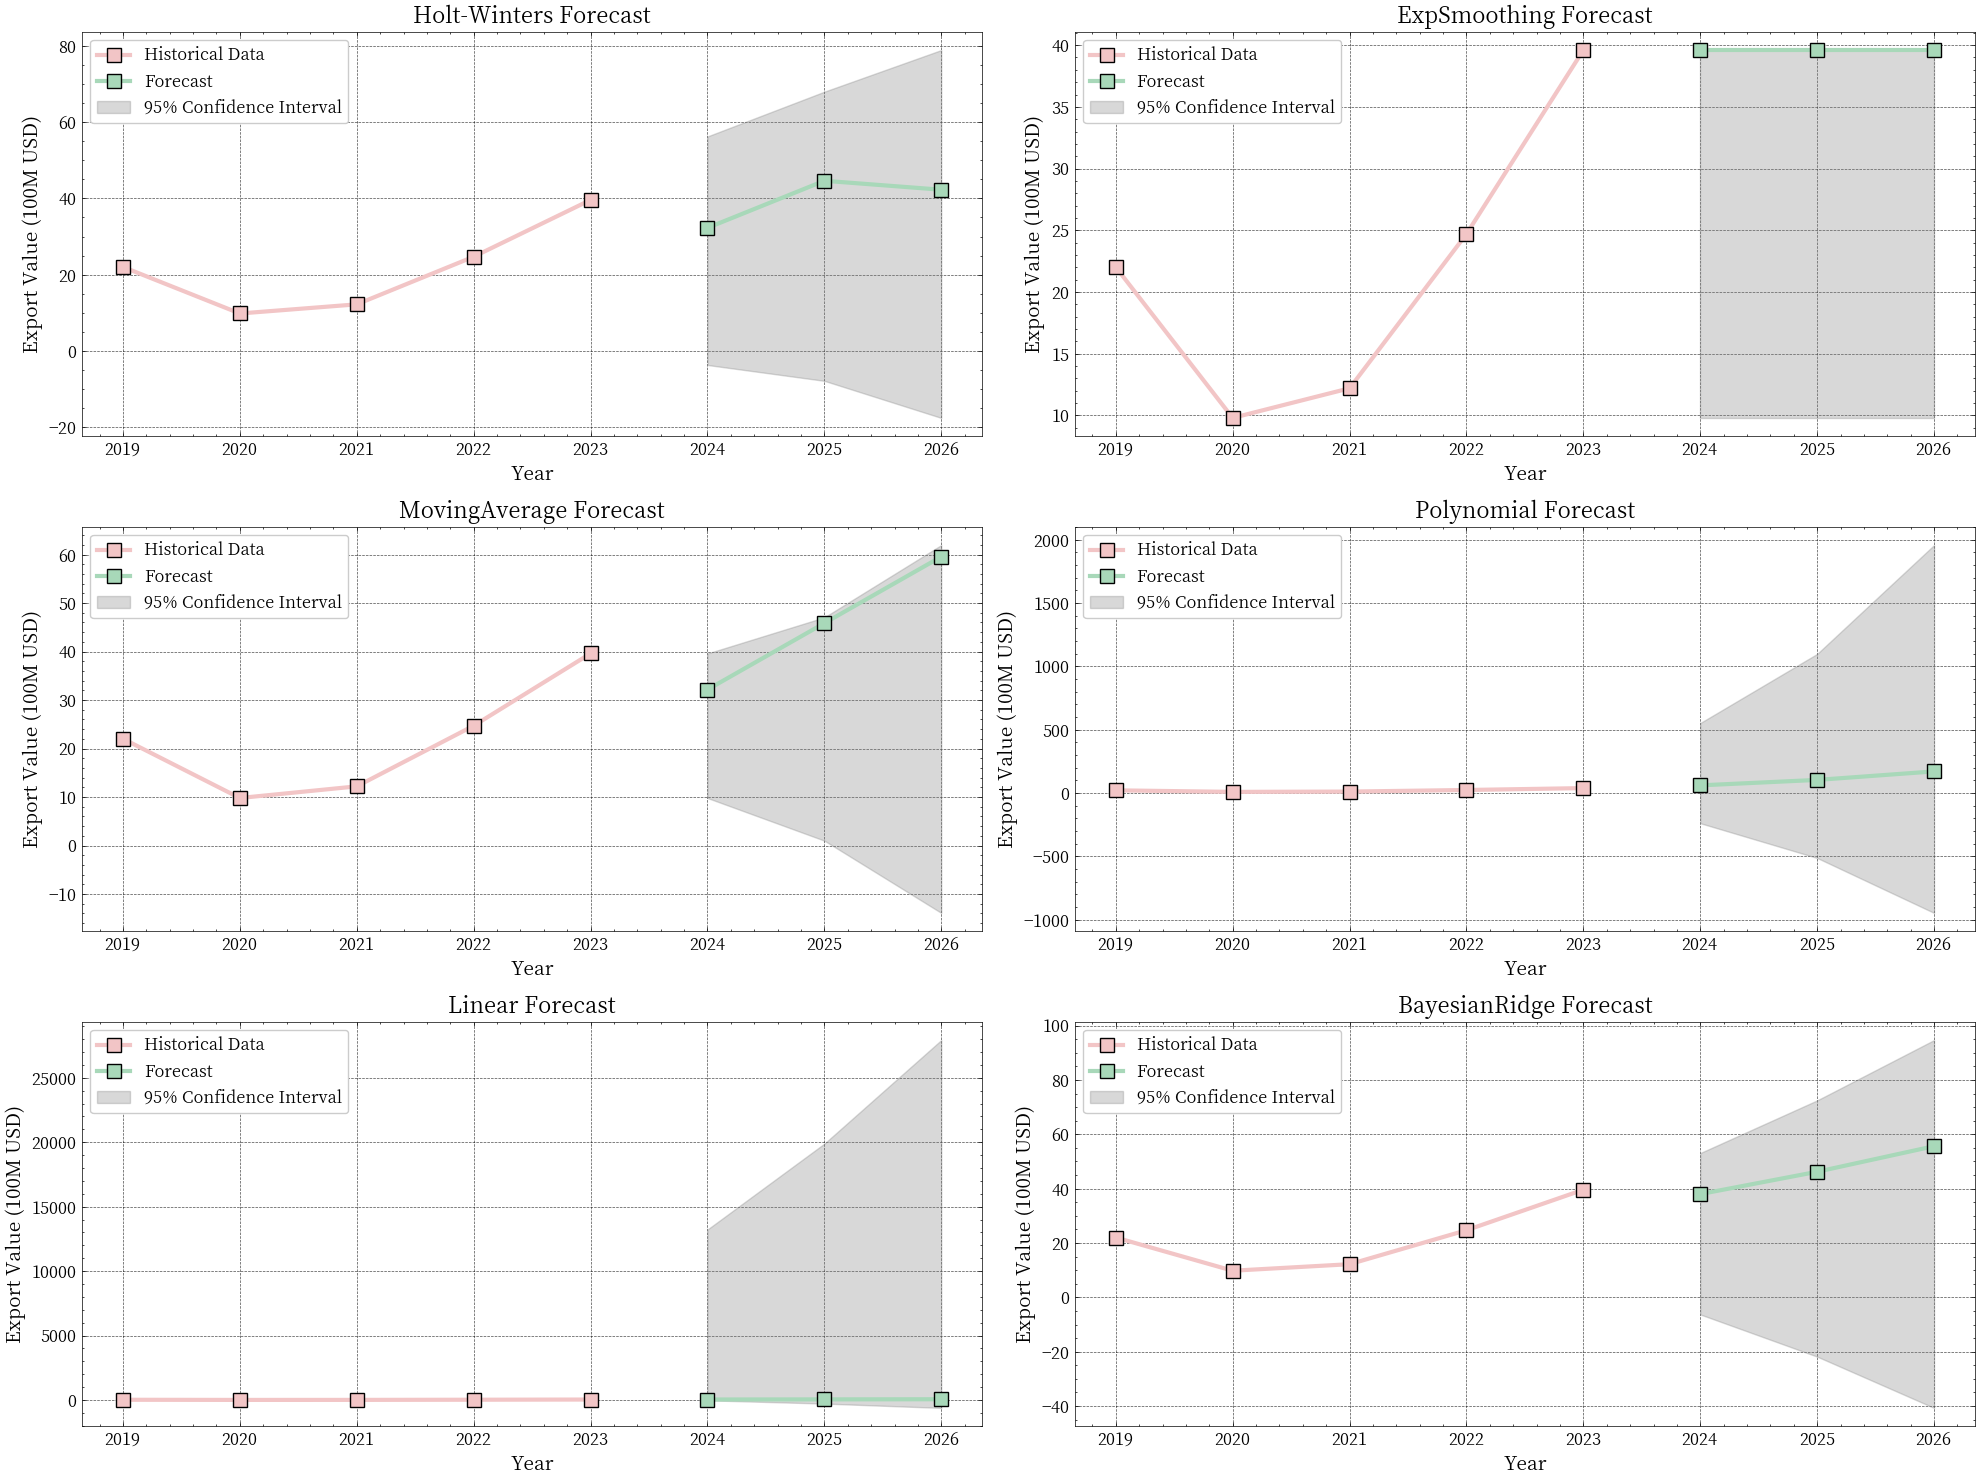 Holt-Winters Forecast
Export Value (100M USD)
80
60
40
20
0
−20
Historical Data
Forecast
95% Confidence Interval
2019 2020 2021 2022 2023 2024 2025 2026
Year
ExpSmoothing Forecast
Export Value (100M USD)
40
35
30
25
20
15
10
Historical Data
Forecast
95% Confidence Interval
2019 2020 2021 2022 2023 2024 2025 2026
Year
MovingAverage Forecast
Export Value (100M USD)
60
50
40
30
20
10
0
−10
Historical Data
Forecast
95% Confidence Interval
2019 2020 2021 2022 2023 2024 2025 2026
Year
Polynomial Forecast
Export Value (100M USD)
2000
1500
1000
500
0
−500
−1000
Historical Data
Forecast
95% Confidence Interval
2019 2020 2021 2022 2023 2024 2025 2026
Year
Linear Forecast
Export Value (100M USD)
25000
20000
15000
10000
5000
0
Historical Data
Forecast
95% Confidence Interval
2019 2020 2021 2022 2023 2024 2025 2026
Year
BayesianRidge Forecast
Export Value (100M USD)
100
80
60
40
20
0
−20
−40
Historical Data
Forecast
95% Confidence Interval
2019 2020 2021 2022 2023 2024 2025 2026
Year